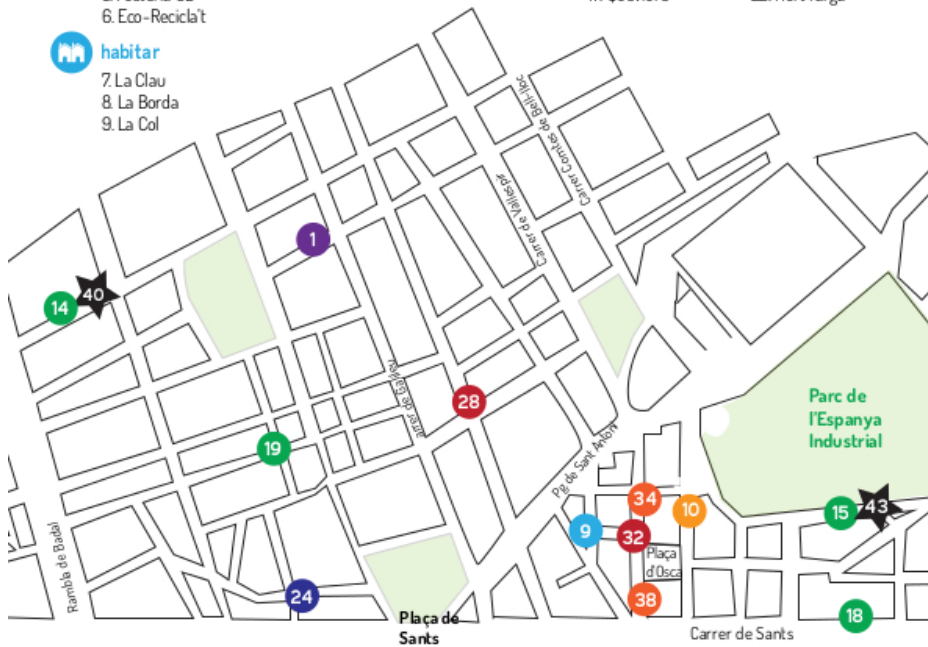 6. Eco-Recicla't
habitar
7. La Clau
8. La Borda
9. La Col
Carrer Comtes de Bell-lloc
Carrer de Vallespir
1
40
14
Parc de
l'Espanya
Industrial
28
19
Pg de Sant Antoni
34
10
15
43
9
32
Plaça
d'Osca
Rambla de Badal
24
38
18
Plaça de
Sants
Carrer de Sants